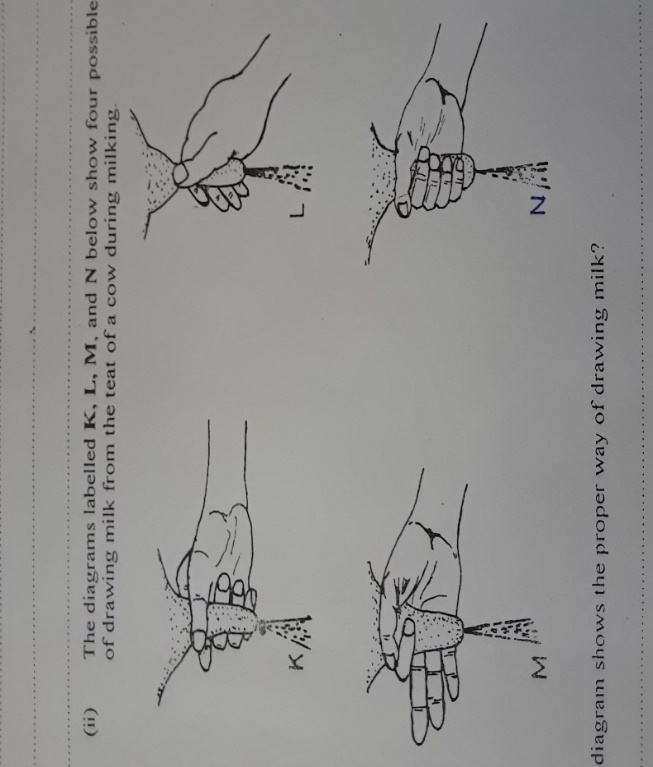 (ii) The diagrams labelled K, L, M, and N below show four possible
of drawing milk from the teat of a cow during milking.
K
L
M
N
diagram shows the proper way of drawing milk?